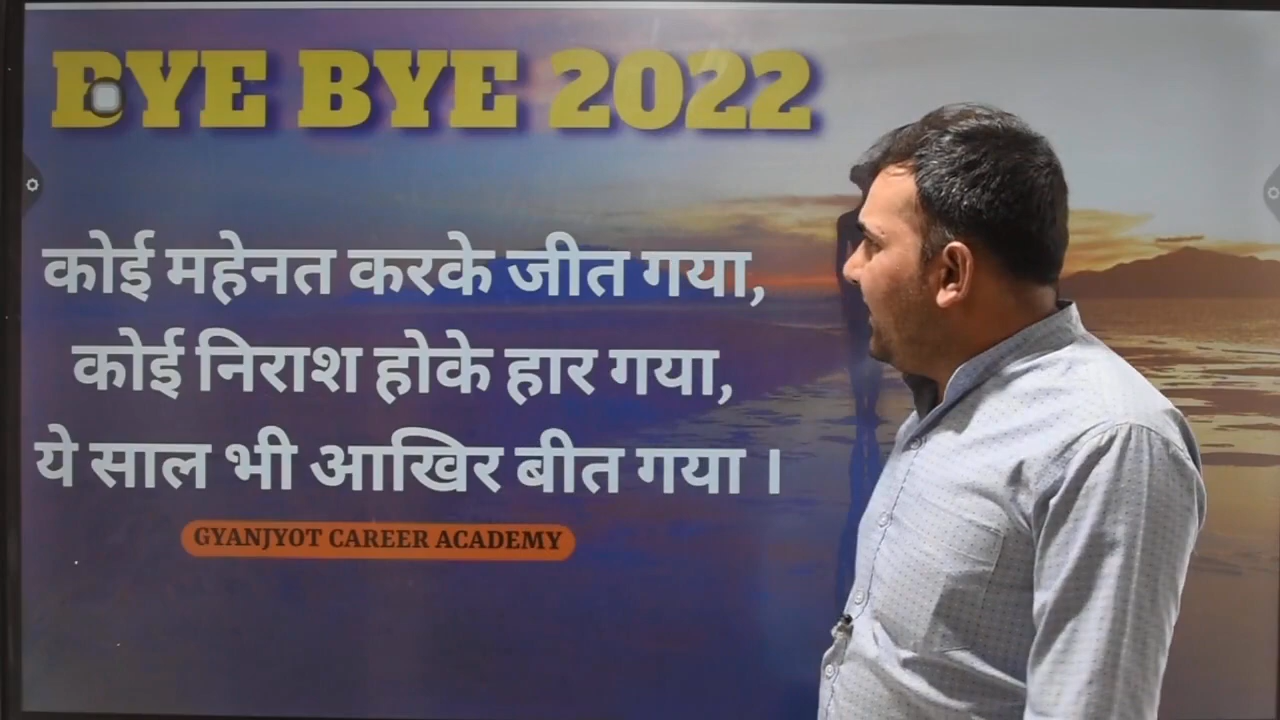 BYE BYE 2022
कोई महेनत करके जीत गया,
कोई निराश होके हार गया,
ये साल भी आखिर बीत गया ।
GYANJYOT CAREER ACADEMY